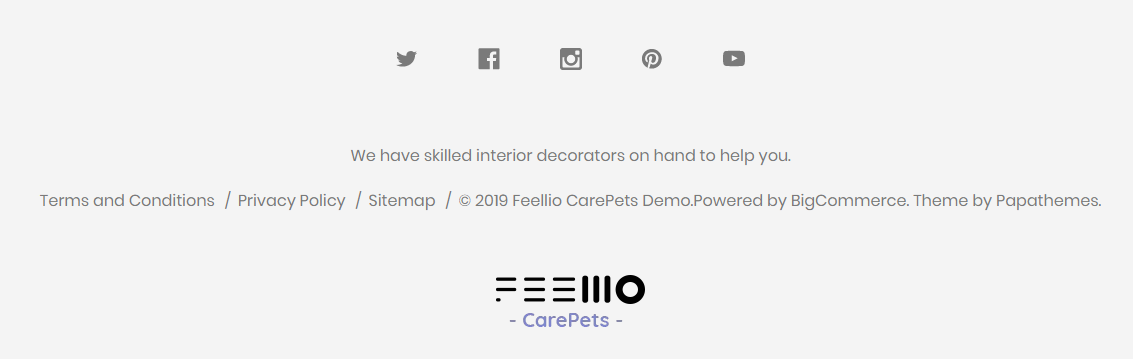 We have skilled interior decorators on hand to help you.
Terms and Conditions / Privacy Policy / Sitemap / © 2019 Feellio CarePets Demo.Powered by BigCommerce. Theme by Papathemes.
FEELLIO
- CarePets -